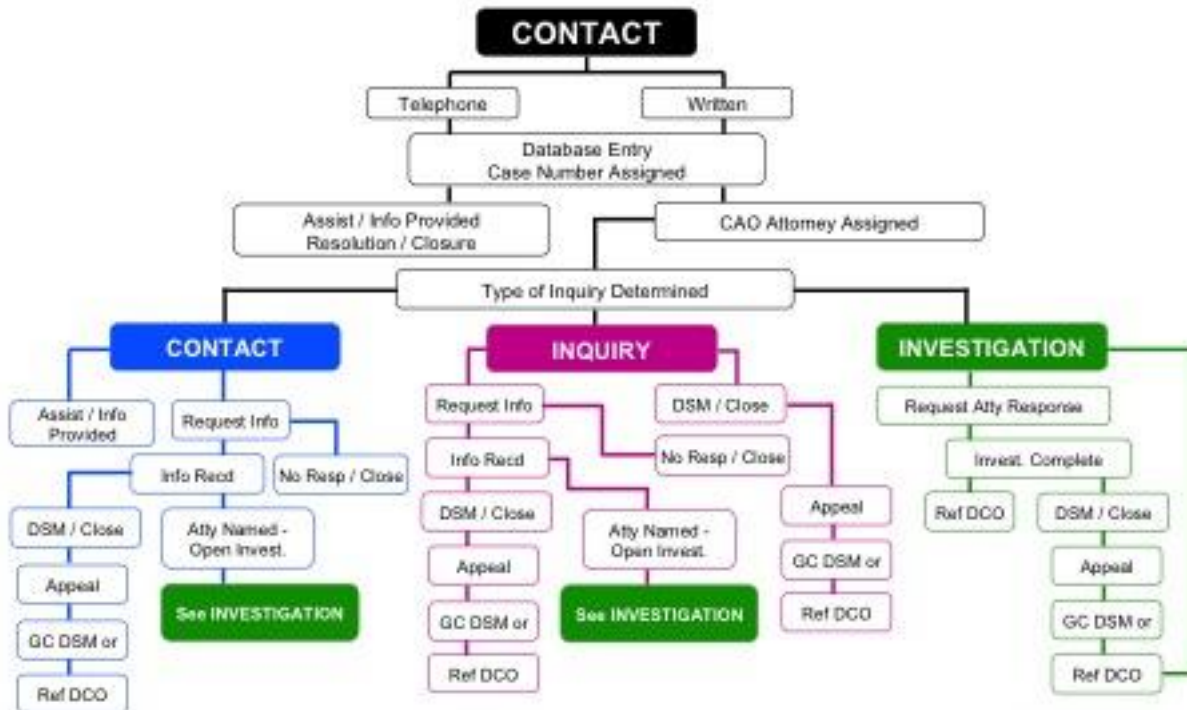 CONTACT
Telephone
Written
Database Entry
Case Number Assigned
Assist / Info Provided
Resolution / Closure
CAO Attorney Assigned
Type of Inquiry Determined
CONTACT
Assist / Info
Provided
Request Info
Info Recd
No Resp / Close
DSM / Close
Atty Named -
Open Invest.
Appeal
See INVESTIGATION
GC DSM or
Ref DCO
INQUIRY
Request Info
DSM / Close
Info Recd
No Resp / Close
DSM / Close
Atty Named -
Open Invest.
Appeal
Appeal
See INVESTIGATION
GC DSM or
GC DSM or
Ref DCO
Ref DCO
INVESTIGATION
Request Atty Response
Invest. Complete
Ref DCO
DSM / Close
Appeal
GC DSM or
Ref DCO